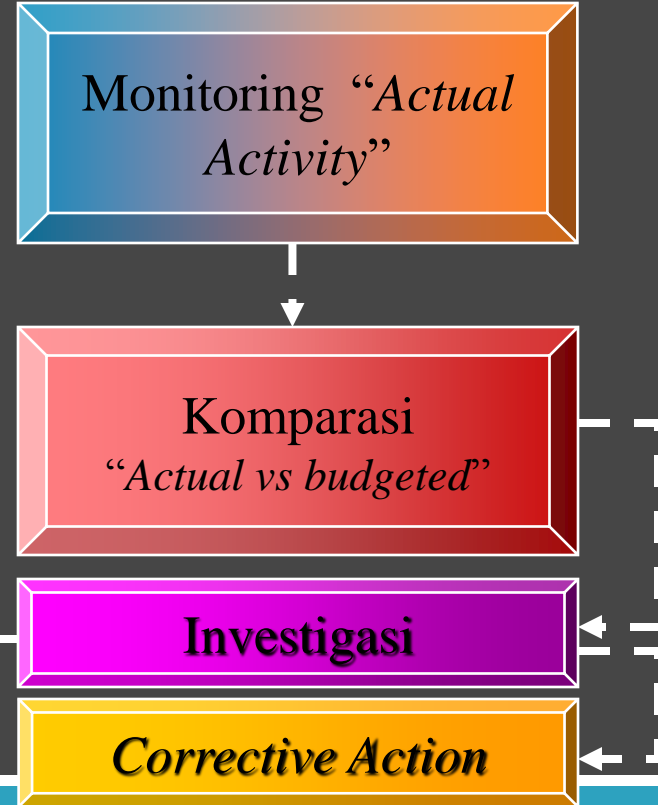 Monitoring “Actual
Activity”
Komparasi
“Actual vs budgeted”
Investigasi
Corrective Action